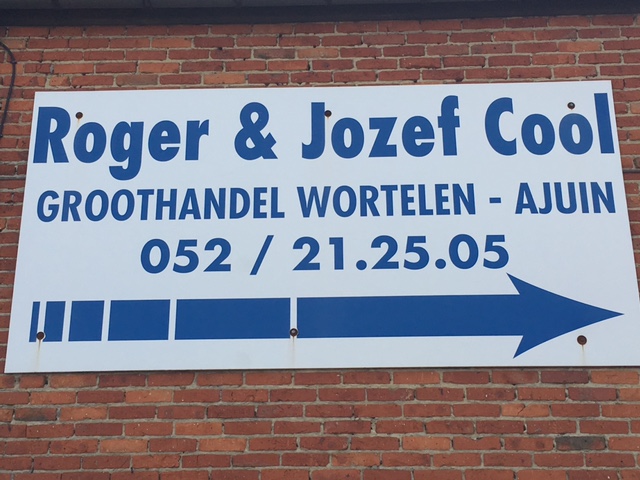 Roger & Jozef Cool
GROOTHANDEL WORTELEN - AJUIN
052 / 21.25.05